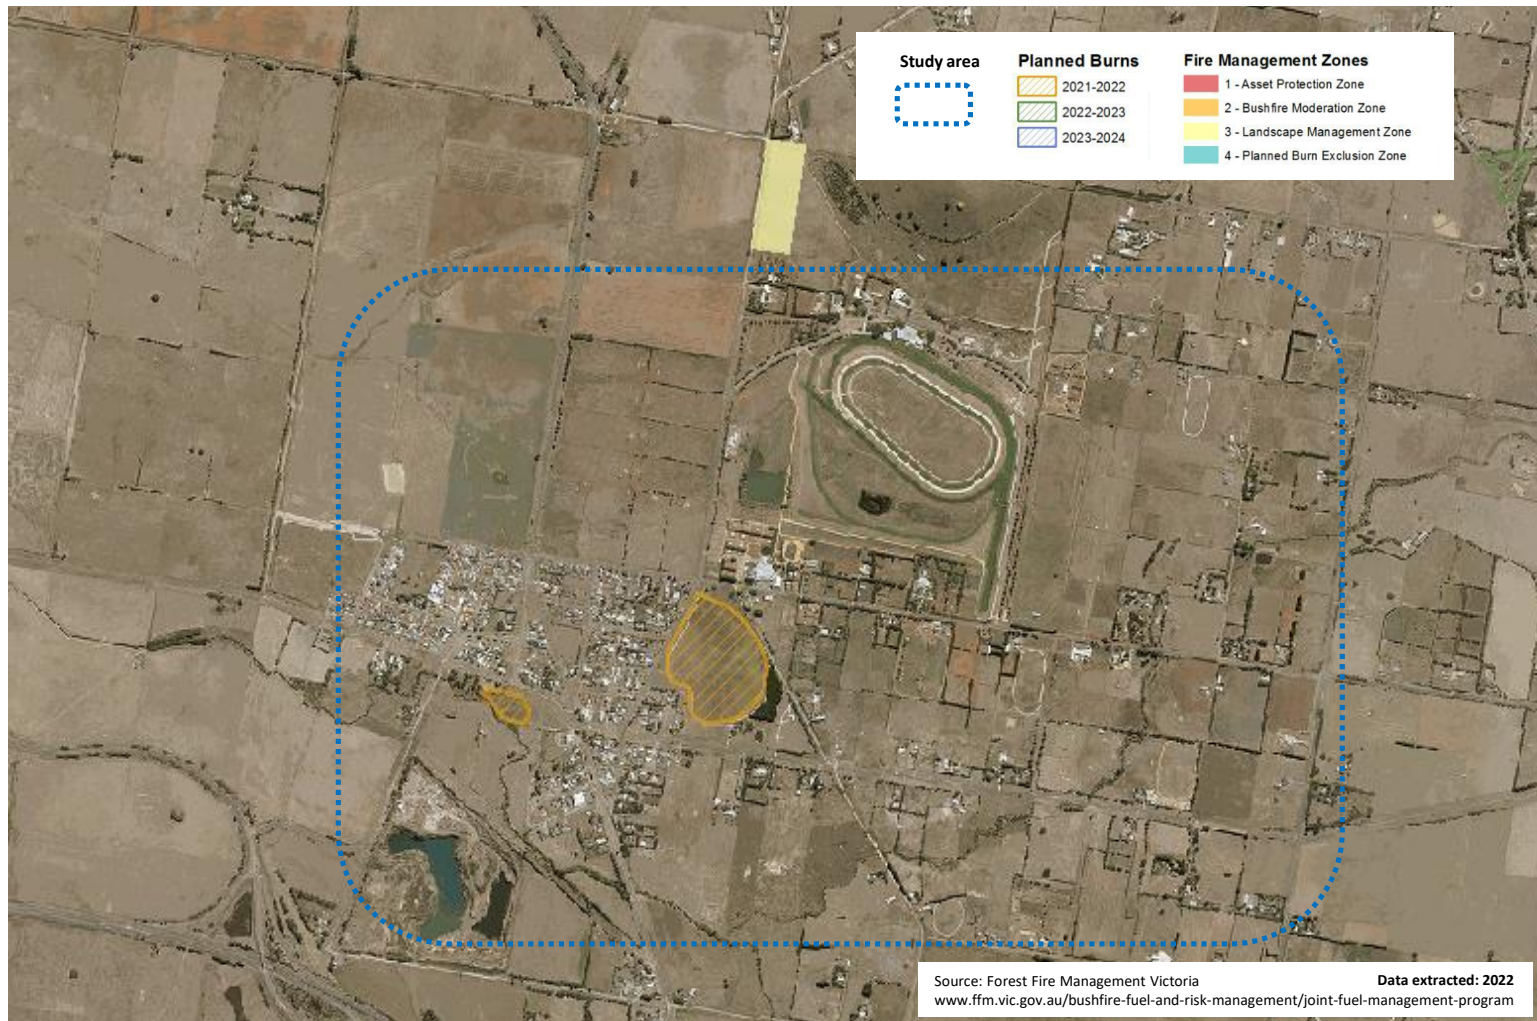 Study area
Planned Burns
2021-2022
2022-2023
2023-2024
Fire Management Zones
1 - Asset Protection Zone
2 - Bushfire Moderation Zone
3 - Landscape Management Zone
4 - Planned Burn Exclusion Zone
Source: Forest Fire Management Victoria Data extracted: 2022
www.ffm.vic.gov.au/bushfire-fuel-and-risk-management/joint-fuel-management-program